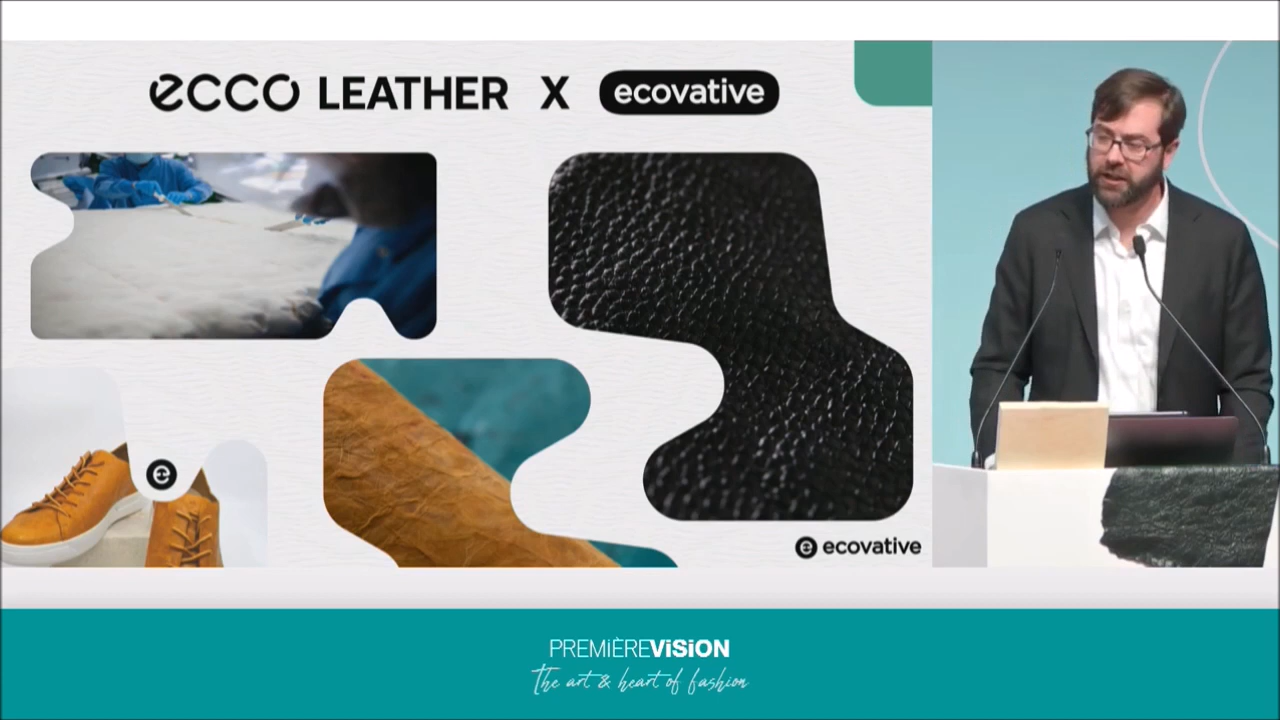 ecco LEATHER X ecovative
e
e ecovative
PREMIÈREViSiON
The art & heart of fashion